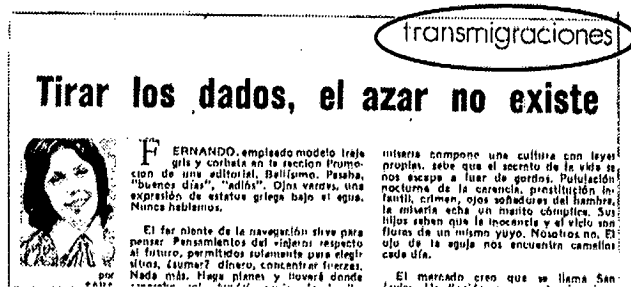 transmigraciones
Tirar los dados, el azar no existe
FERNANDO, empleado modelo traje
gris y corbata en la seccion Promo-
ción de una editorial. Bellísimo. Pasaba,
"buenos días", "adiós". Ojos verdes, una
expresión de estatua griega bajo el agua.
Nunca hablamos.
El far niente de la navegación sirve para
pensar Pensamientos del viajero respecto
al futuro, permitidos solamente para elegir
sitios, ¿sumar? dinero, concentrar fuerzas.
Nada más. Haga planes y lloverá donde
por
miseria compone una cultura con leyes
propias, sabe que el secreto de la vida se
nos escapa a fuer de gordos. Pululación
nocturna de la carencia, prostitución in-
fantil, crimen, ojos soñadores del hambre,
la miseria echa un manto cómplice. Sus
hijos saben que la inocencia y el vicio son
flores de un mismo yuyo. Nosotros no. El
ojo de la aguja nos encuentra camellos
cada día.
El mercado creo que se llama San